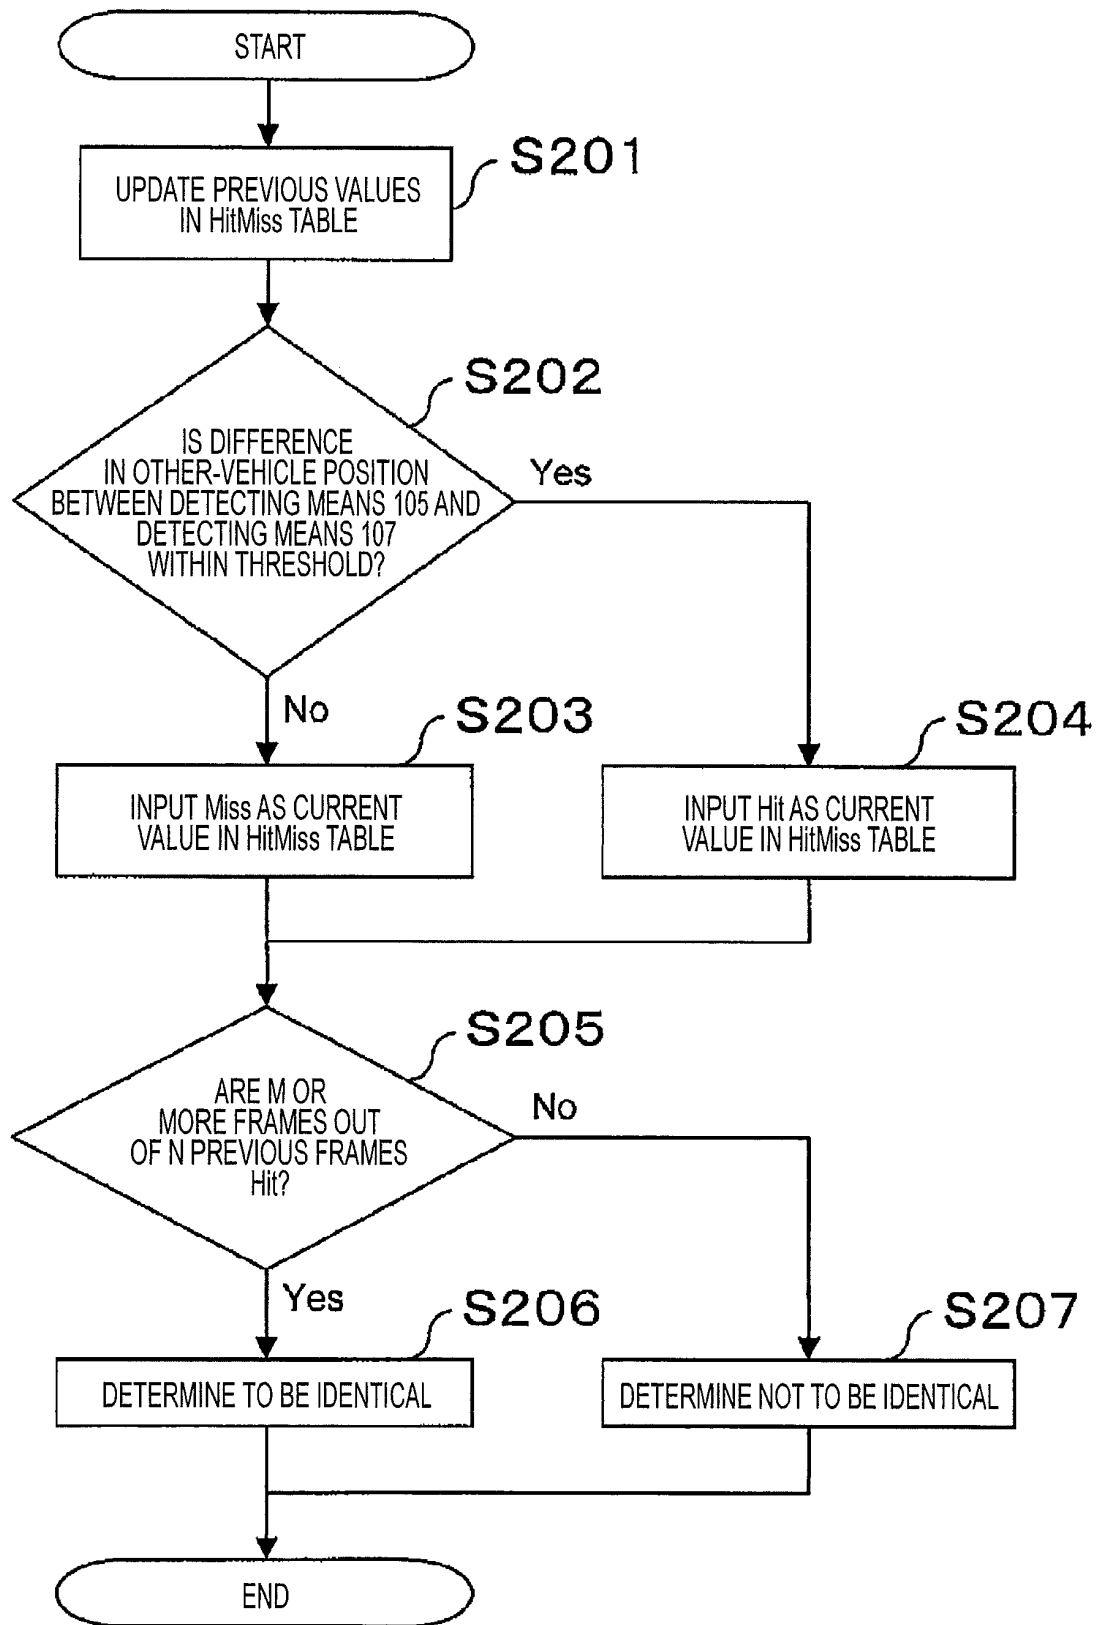 START
S201
UPDATE PREVIOUS VALUES
IN HitMiss TABLE
S202
IS DIFFERENCE
IN OTHER-VEHICLE POSITION
BETWEEN DETECTING MEANS 105 AND
DETECTING MEANS 107
WITHIN THRESHOLD?
Yes
No
S203
INPUT Miss AS CURRENT
VALUE IN HitMiss TABLE
S204
INPUT Hit AS CURRENT
VALUE IN HitMiss TABLE
S205
ARE M OR
MORE FRAMES OUT
OF N PREVIOUS FRAMES
Hit?
No
Yes
S206
DETERMINE TO BE IDENTICAL
S207
DETERMINE NOT TO BE IDENTICAL
END